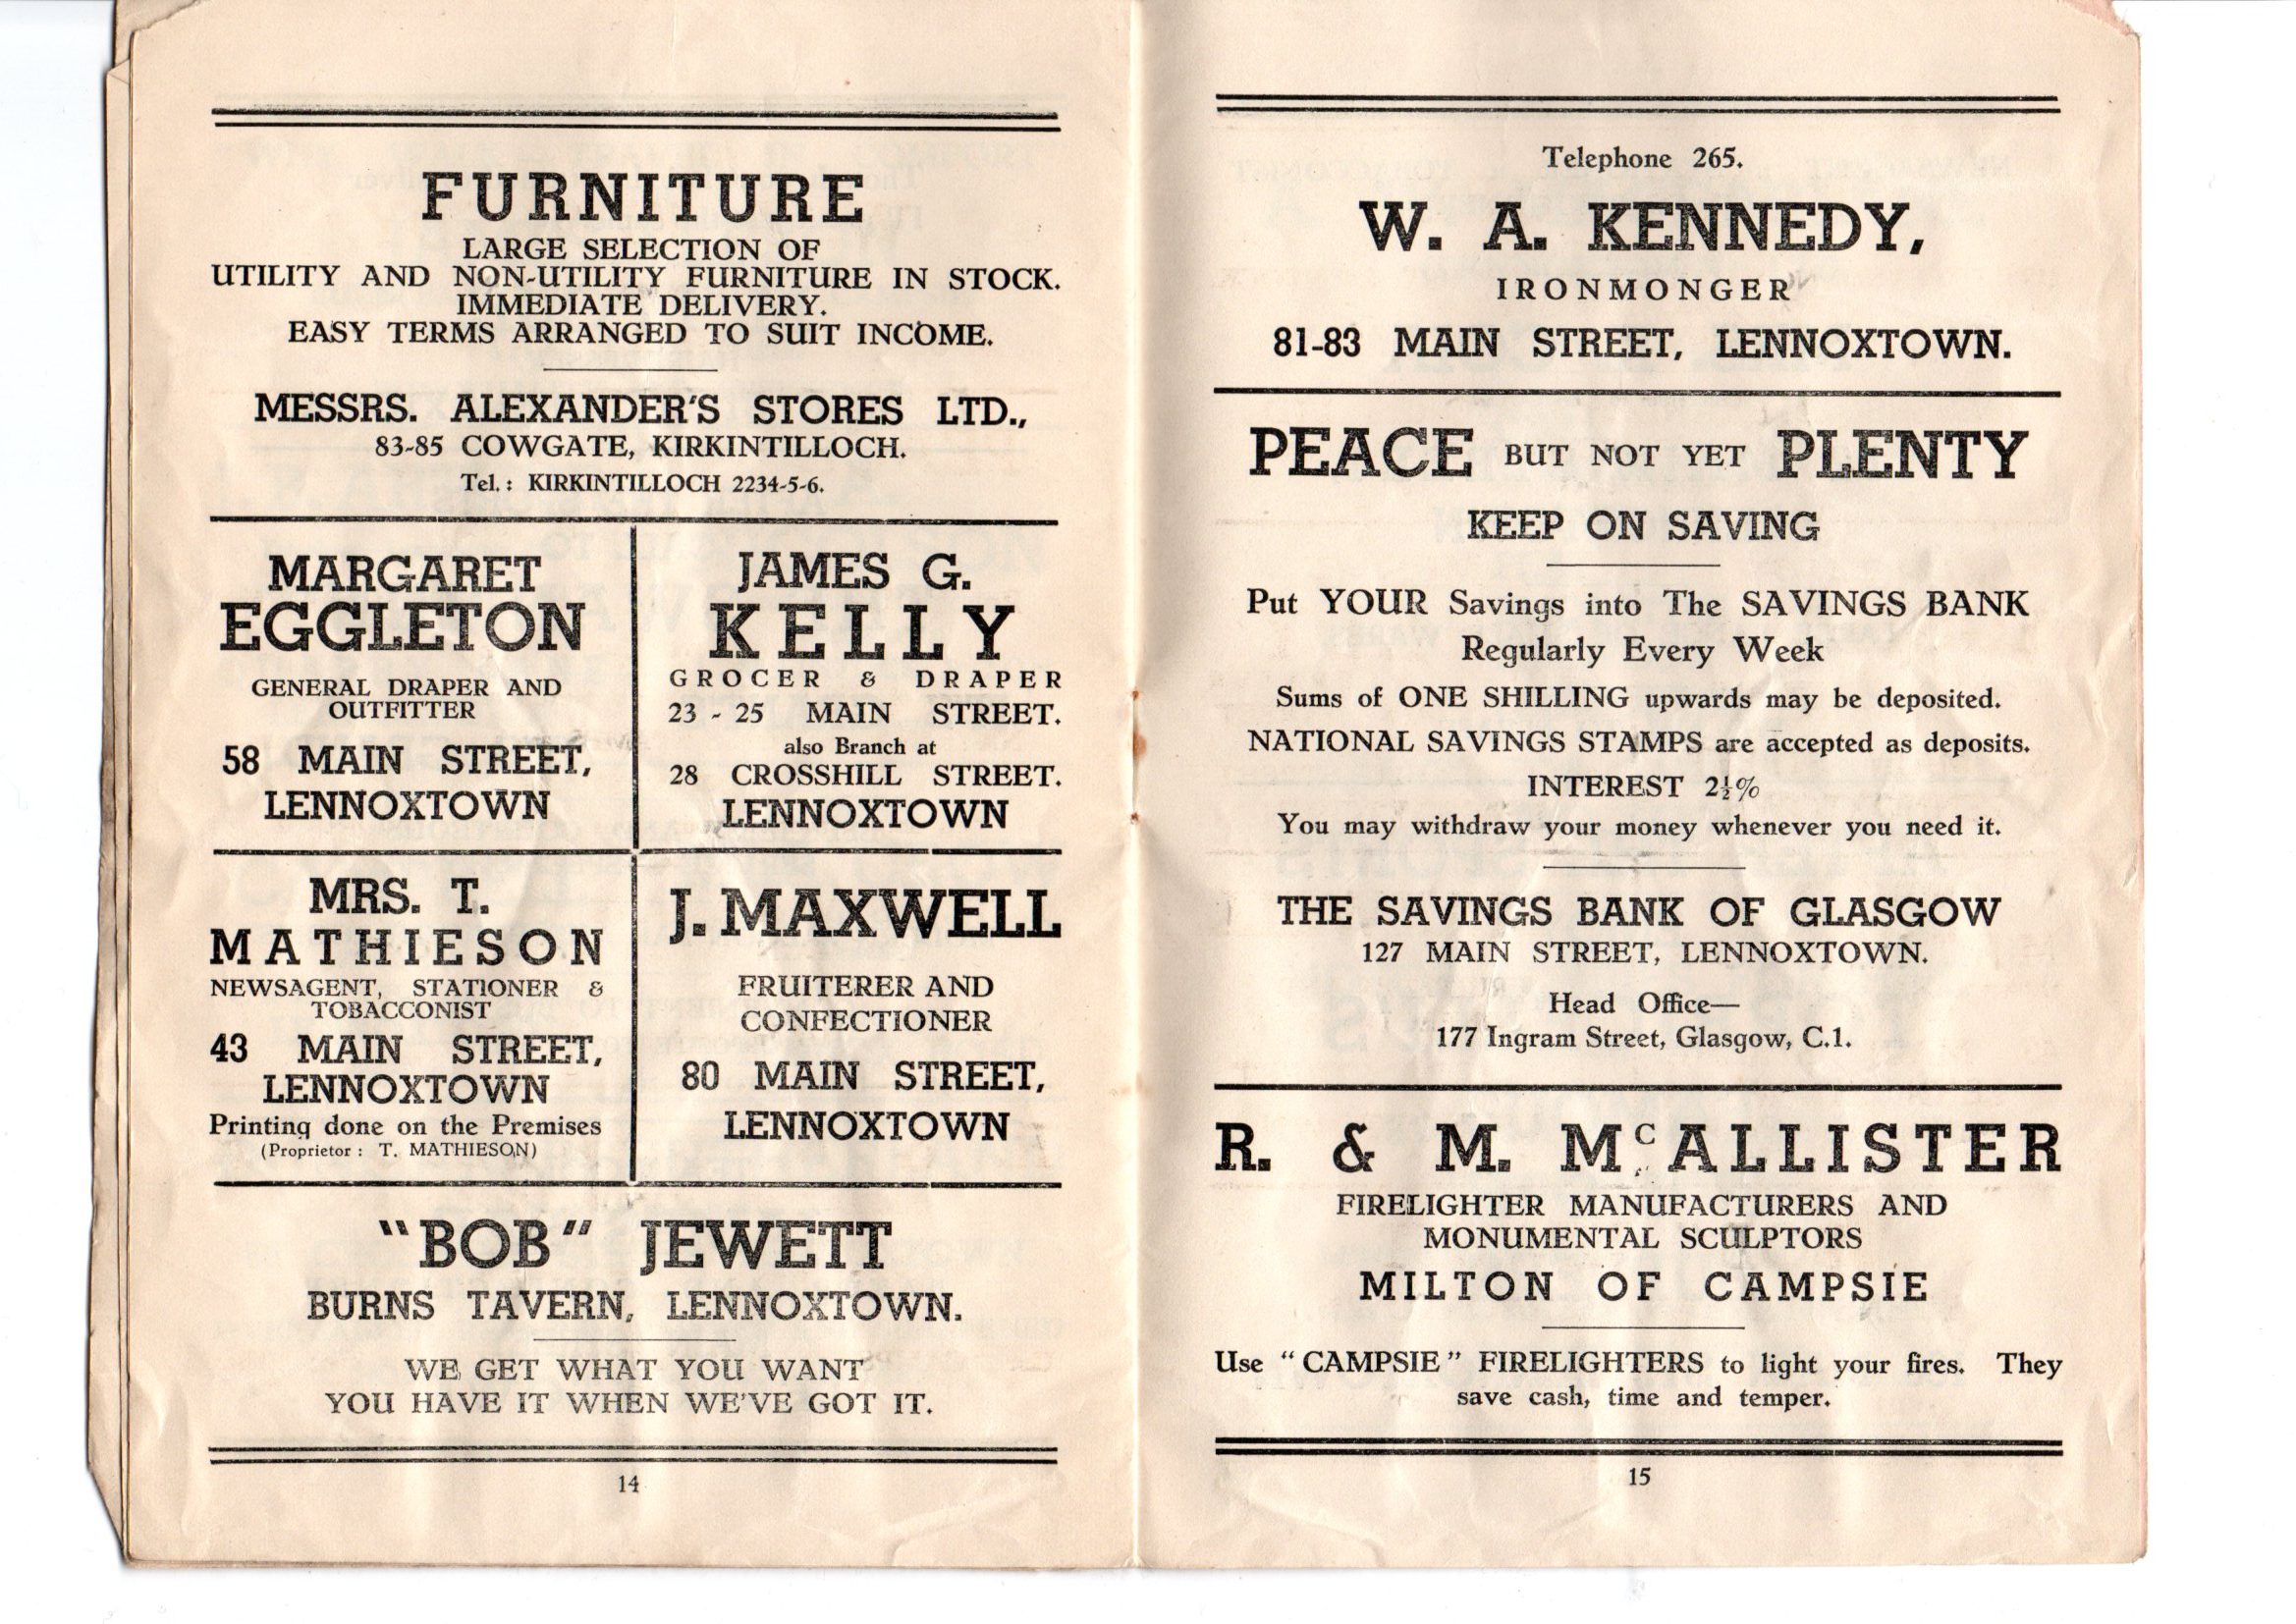 FURNITURE
LARGE SELECTION OF
UTILITY AND NON-UTILITY FURNITURE IN STOCK.
IMMEDIATE DELIVERY.
EASY TERMS ARRANGED TO SUIT INCOME.
MESSRS. ALEXANDER'S STORES LTD.,
83-85 COWGATE, KIRKINTILLOCH.
Tel.: KIRKINTILLOCH 2234-5-6.
MARGARET
EGGLETON
GENERAL DRAPER AND
OUTFITTER
58 MAIN STREET,
LENNOXTOWN
JAMES G.
KELLY
GROCER & DRAPER
23 - 25 MAIN STREET.
also Branch at
28 CROSSHILL STREET.
LENNOXTOWN
MRS. T.
MATHIESON
NEWSAGENT, STATIONER &
TOBACCONIST
43 MAIN STREET,
LENNOXTOWN
Printing done on the Premises
(Proprietor : T. MATHIESON)
J. MAXWELL
FRUITERER AND
CONFECTIONER
80 MAIN STREET,
LENNOXTOWN
"BOB" JEWETT
BURNS TAVERN, LENNOXTOWN.
WE GET WHAT YOU WANT
YOU HAVE IT WHEN WE'VE GOT IT.
14
Telephone 265.
W. A. KENNEDY,
IRONMONGER
81-83 MAIN STREET, LENNOXTOWN.
PEACE BUT NOT YET PLENTY
KEEP ON SAVING
Put YOUR Savings into The SAVINGS BANK
Regularly Every Week
Sums of ONE SHILLING upwards may be deposited.
NATIONAL SAVINGS STAMPS are accepted as deposits.
INTEREST 2½%
You may withdraw your money whenever you need it.
THE SAVINGS BANK OF GLASGOW
127 MAIN STREET, LENNOXTOWN.
Head Office—
177 Ingram Street, Glasgow, C.1.
R. & M. McALLISTER
FIRELIGHTER MANUFACTURERS AND
MONUMENTAL SCULPTORS
MILTON OF CAMPSIE
Use "CAMPSIE" FIRELIGHTERS to light your fires. They
save cash, time and temper.
15